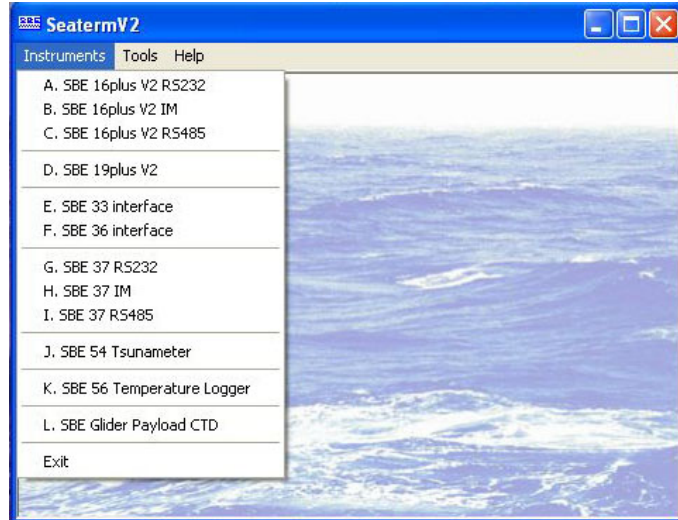 SBE SeatermV2
Instruments Tools Help
A. SBE 16plus V2 RS232
B. SBE 16plus V2 IM
C. SBE 16plus V2 RS485
D. SBE 19plus V2
E. SBE 33 interface
F. SBE 36 interface
G. SBE 37 RS232
H. SBE 37 IM
I. SBE 37 RS485
J. SBE 54 Tsunameter
K. SBE 56 Temperature Logger
L. SBE Glider Payload CTD
Exit